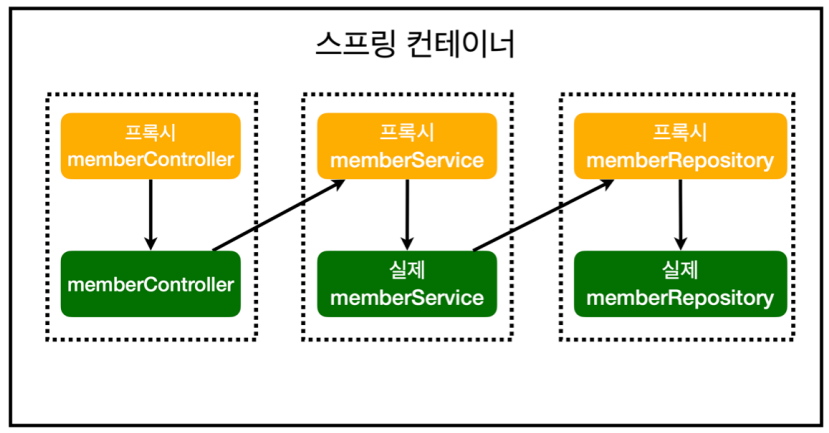 스프링 컨테이너
프록시
memberController
프록시
memberService
프록시
memberRepository
memberController
실제
memberService
실제
memberRepository